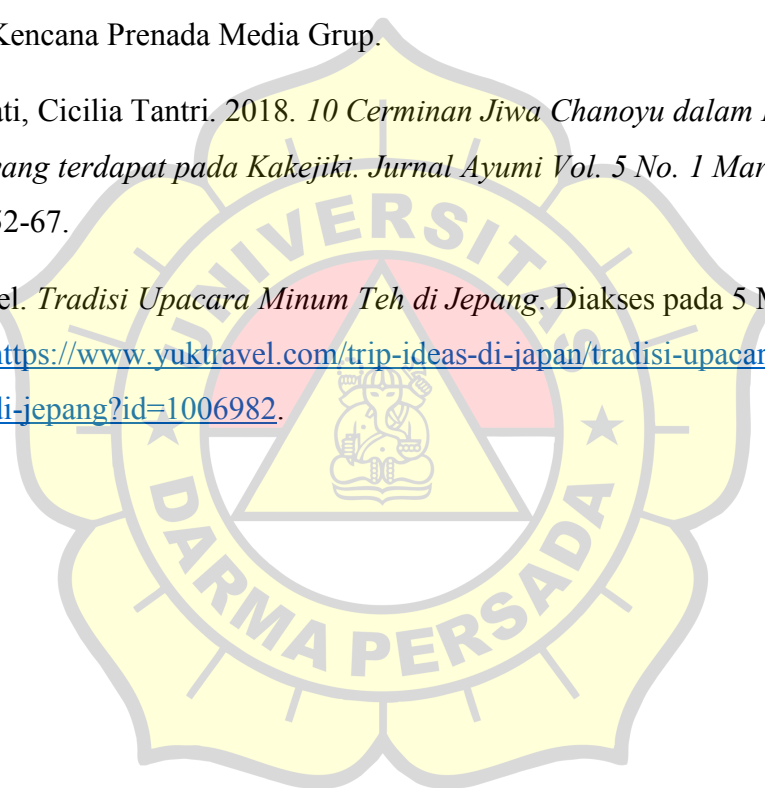 Kencana Prenada Media Grup.
ati, Cicilia Tantri. 2018. 10 Cerminan Jiwa Chanoyu dalam
yang terdapat pada Kakejiki. Jurnal Ayumi Vol. 5 No. 1 Mar
52-67.
el. Tradisi Upacara Minum Teh di Jepang. Diakses pada 5 M
https://www.yuktravel.com/trip-ideas-di-japan/tradisi-upacar
di-jepang?id=1006982.
UNIVERSITAS
DARMA PERSADA